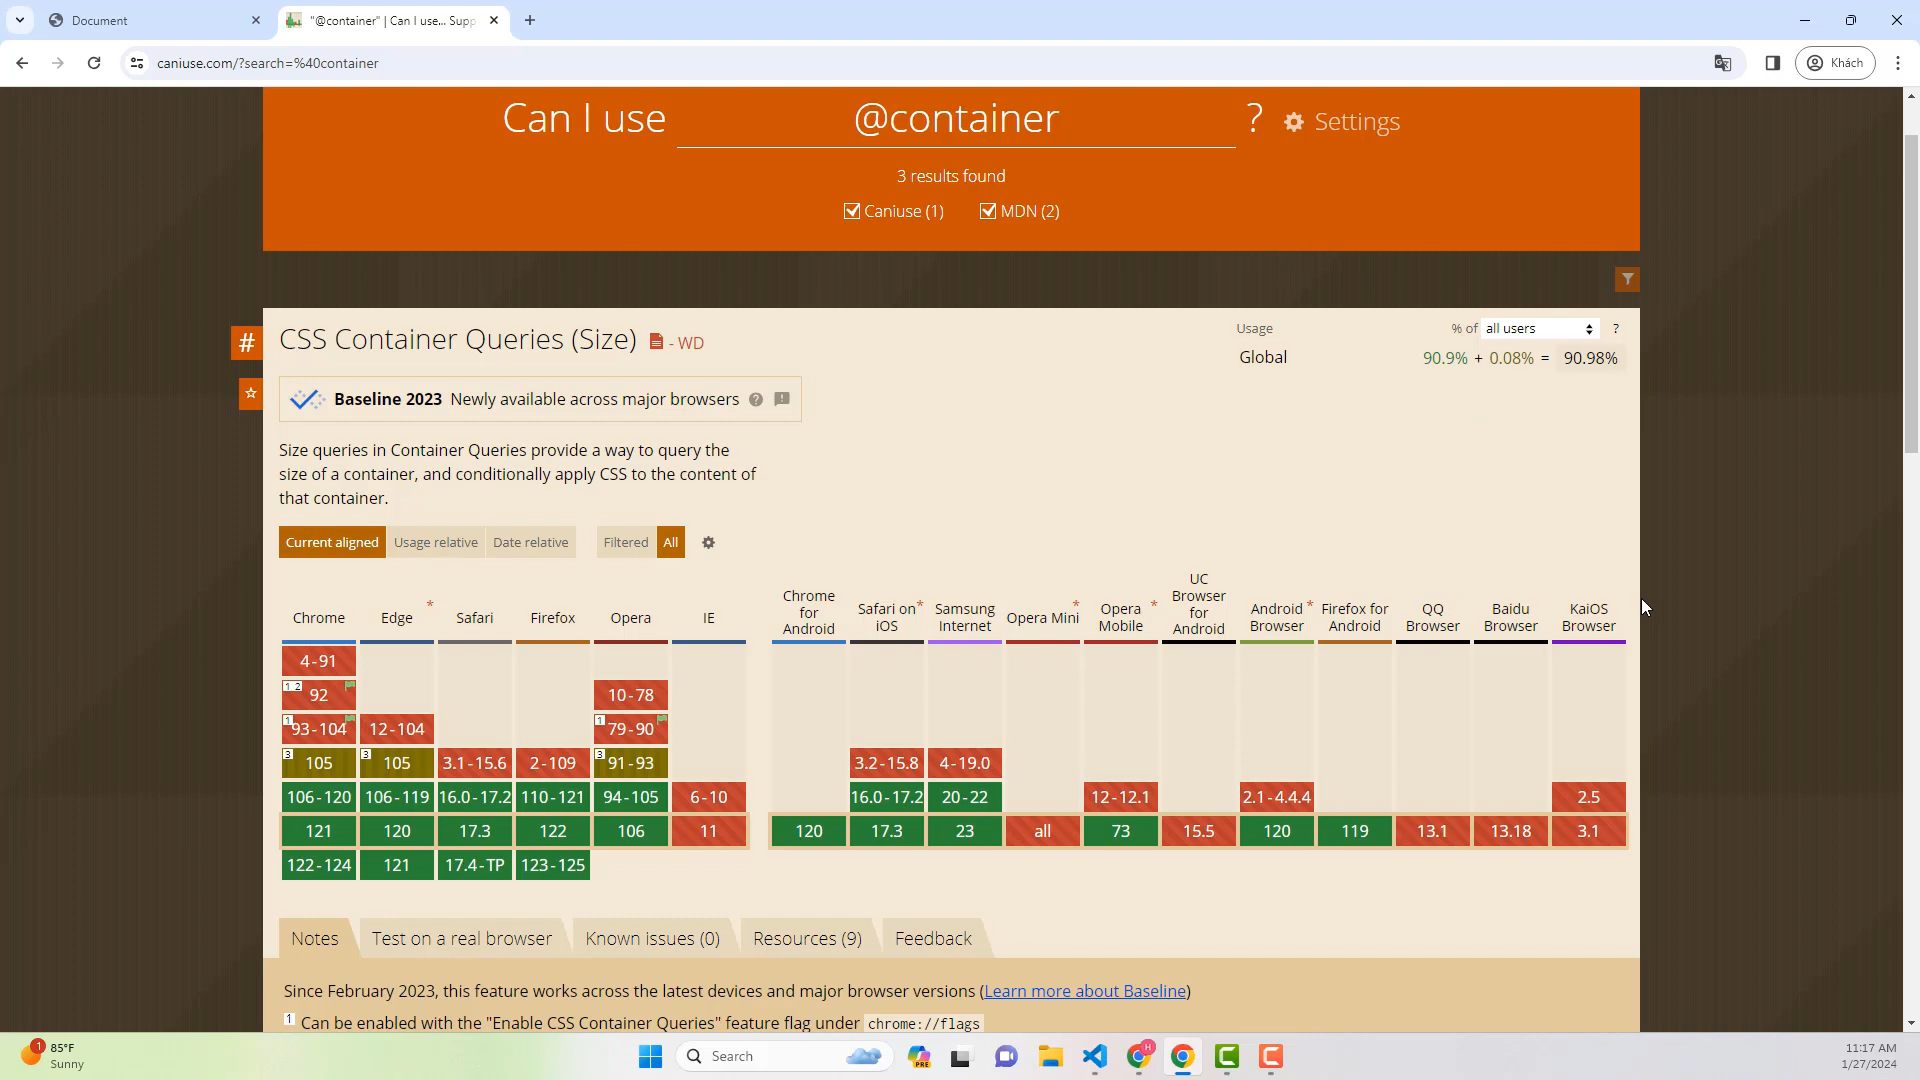 Document
"@container" | Can I use... Supp
caniuse.com/?search=%40container
Khách
Can I use @container ? Settings
3 results found
Caniuse (1) MDN (2)
# CSS Container Queries (Size) - WD
Usage % of all users ?
Global 90.9% + 0.08% = 90.98%
Baseline 2023 Newly available across major browsers ?
Size queries in Container Queries provide a way to query the
size of a container, and conditionally apply CSS to the content of
that container.
Current aligned Usage relative Date relative Filtered All
Chrome Edge * Safari Firefox Opera IE
Chrome for Android Safari on iOS * Samsung Internet Opera Mini * Opera Mobile * UC Browser for Android Android Browser * Firefox for Android QQ Browser Baidu Browser KaiOS Browser
4-91
1 2 92 10-78
1 93-104 12-104 1 79-90
3 105 3 105 3.1-15.6 2-109 3 91-93 3.2-15.8 4-19.0
106-120 106-119 16.0-17.2 110-121 94-105 6-10 16.0-17.2 20-22 12-12.1 2.1-4.4.4 2.5
121 120 17.3 122 106 11 120 17.3 23 all 73 15.5 120 119 13.1 13.18 3.1
122-124 121 17.4-TP 123-125
Notes Test on a real browser Known issues (0) Resources (9) Feedback
Since February 2023, this feature works across the latest devices and major browser versions (Learn more about Baseline)
1 Can be enabled with the "Enable CSS Container Queries" feature flag under chrome://flags
1 85°F
Sunny
Search
PRE
H
11:17 AM
1/27/2024